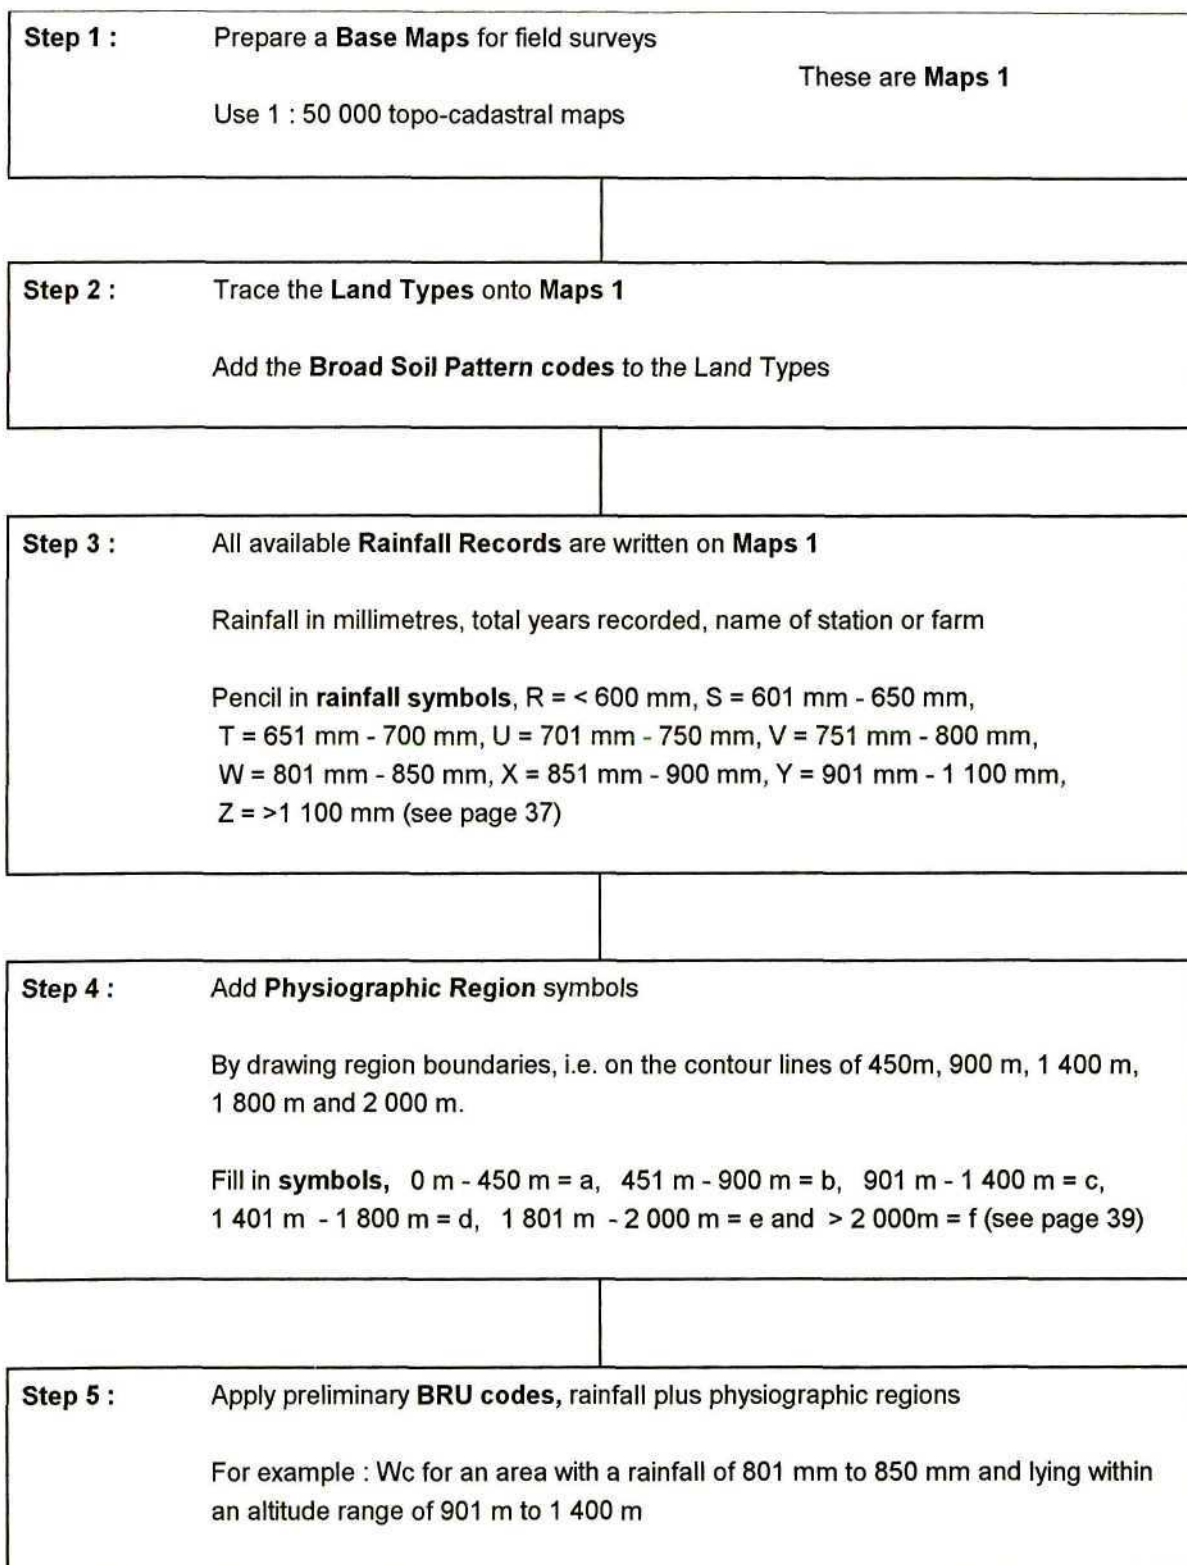 Step 1 : Prepare a Base Maps for field surveys
These are Maps 1
Use 1 : 50 000 topo-cadastral maps
Step 2 : Trace the Land Types onto Maps 1
Add the Broad Soil Pattern codes to the Land Types
Step 3 : All available Rainfall Records are written on Maps 1
Rainfall in millimetres, total years recorded, name of station or farm
Pencil in rainfall symbols, R = < 600 mm, S = 601 mm - 650 mm,
T = 651 mm - 700 mm, U = 701 mm - 750 mm, V = 751 mm - 800 mm,
W = 801 mm - 850 mm, X = 851 mm - 900 mm, Y = 901 mm - 1 100 mm,
Z = >1 100 mm (see page 37)
Step 4 : Add Physiographic Region symbols
By drawing region boundaries, i.e. on the contour lines of 450m, 900 m, 1 400 m,
1 800 m and 2 000 m.
Fill in symbols, 0 m - 450 m = a, 451 m - 900 m = b, 901 m - 1 400 m = c,
1 401 m - 1 800 m = d, 1 801 m - 2 000 m = e and > 2 000m = f (see page 39)
Step 5 : Apply preliminary BRU codes, rainfall plus physiographic regions
For example : Wc for an area with a rainfall of 801 mm to 850 mm and lying within
an altitude range of 901 m to 1 400 m